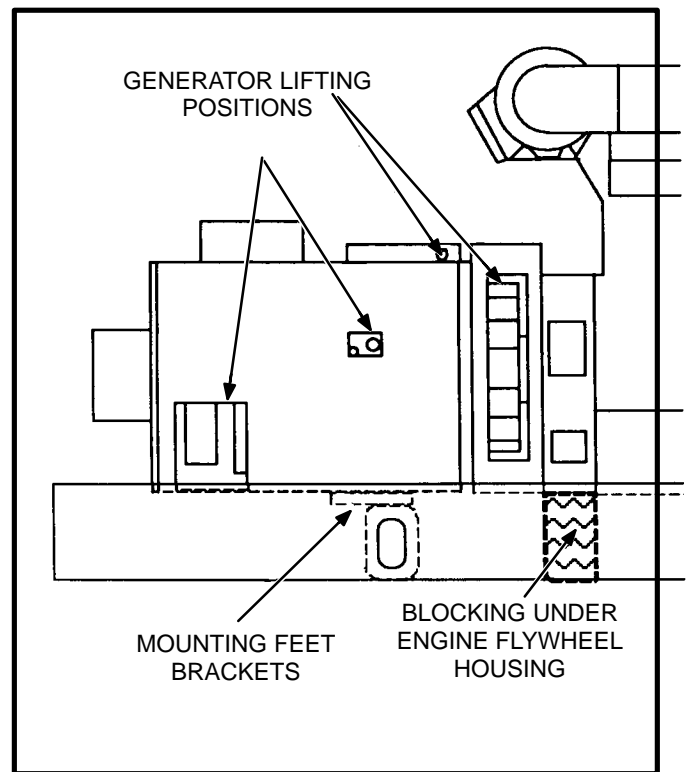 GENERATOR LIFTING
POSITIONS
MOUNTING FEET
BRACKETS
BLOCKING UNDER
ENGINE FLYWHEEL
HOUSING